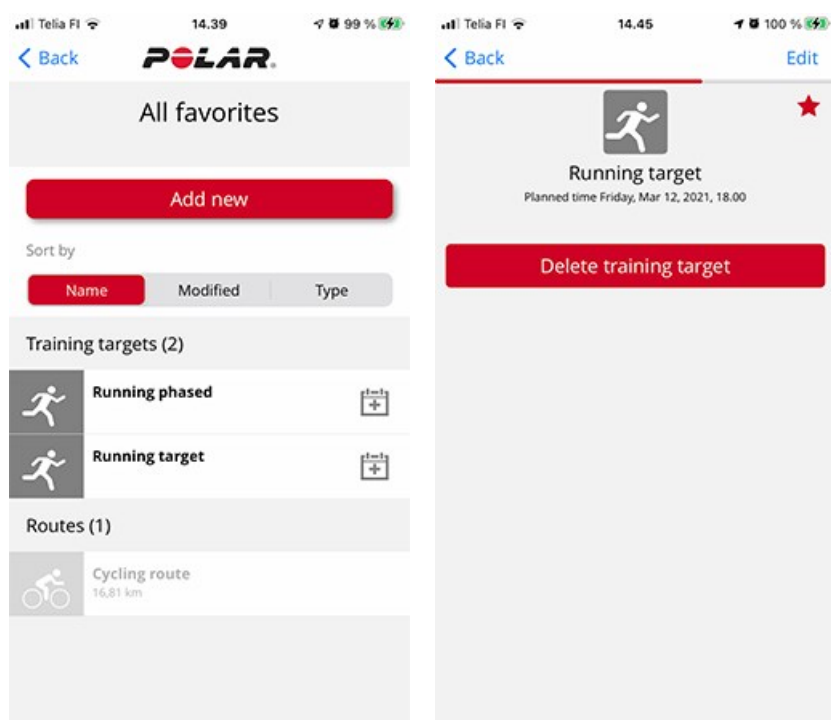 Telia FI 14.39 99 %
Back POLAR.
All favorites
Add new
Sort by
Name Modified Type
Training targets (2)
Running phased
Running target
Routes (1)
Cycling route
16,81 km
Telia FI 14.45 100 %
Back Edit
Running target
Planned time Friday, Mar 12, 2021, 18.00
Delete training target